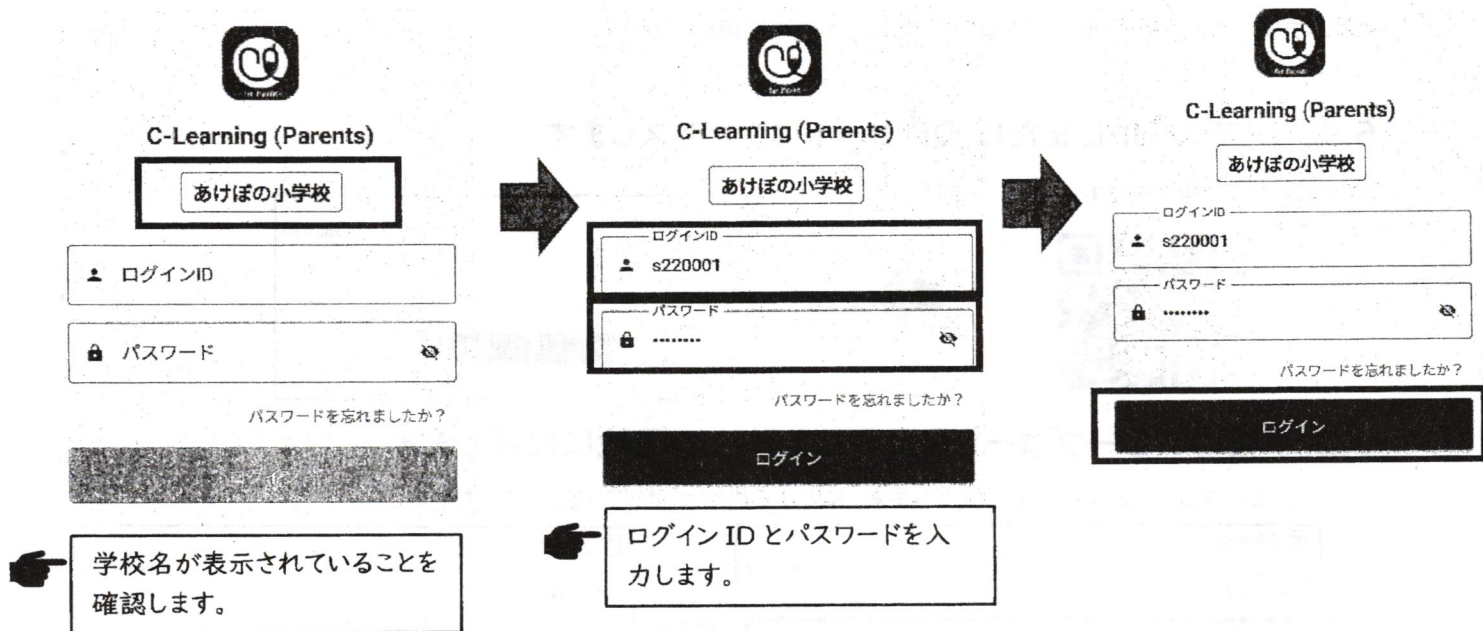 for Parents
C-Learning (Parents)
あけぼの小学校
ログインID
パスワード
パスワードを忘れましたか？
学校名が表示されていることを
確認します。
for Parents
C-Learning (Parents)
あけぼの小学校
ログインID
s220001
パスワード
········
パスワードを忘れましたか？
ログイン
ログイン ID とパスワードを入
力します。
for Parents
C-Learning (Parents)
あけぼの小学校
ログインID
s220001
パスワード
········
パスワードを忘れましたか？
ログイン